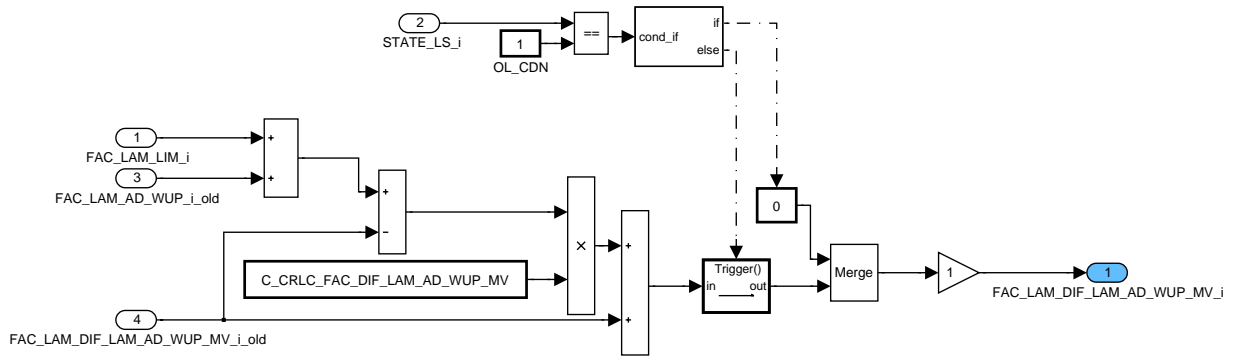 2
STATE_LS_i
1
OL_CDN
==
cond_if
if
else
1
FAC_LAM_LIM_i
3
FAC_LAM_AD_WUP_i_old
+
+
+
−
×
C_CRLC_FAC_DIF_LAM_AD_WUP_MV
4
FAC_LAM_DIF_LAM_AD_WUP_MV_i_old
+
+
Trigger()
in
out
0
Merge
1
1
FAC_LAM_DIF_LAM_AD_WUP_MV_i